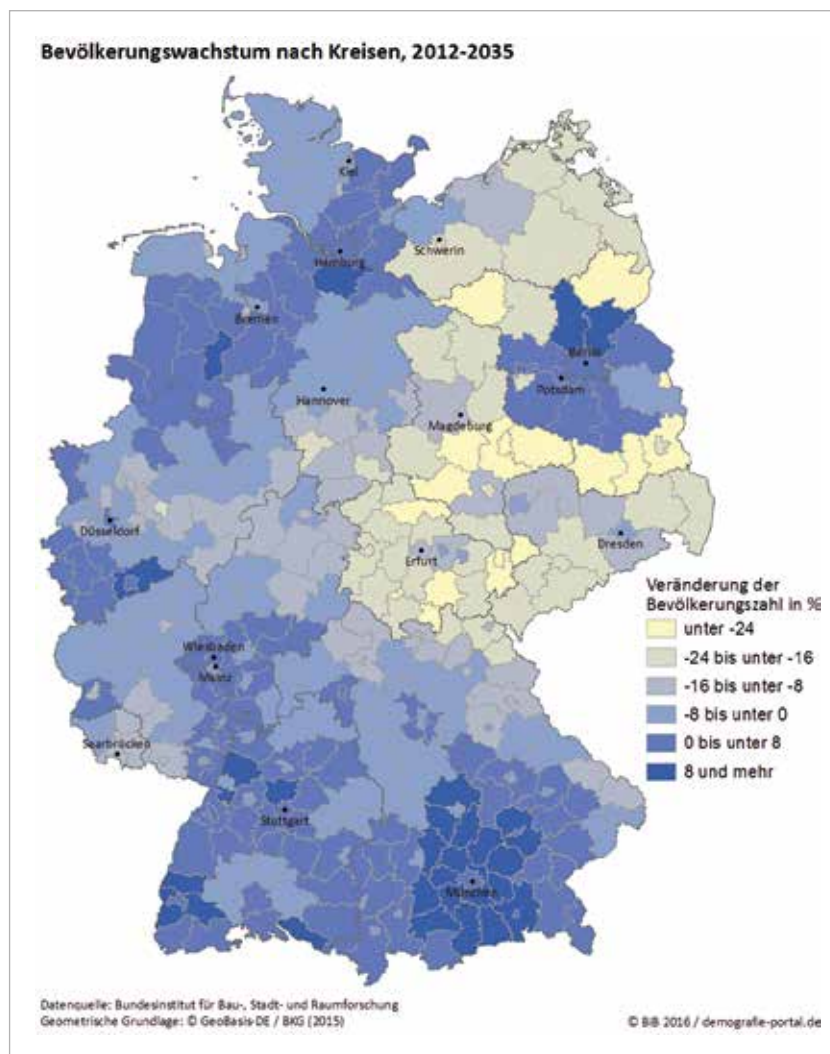 Bevölkerungswachstum nach Kreisen, 2012-2035
Kiel
Schwerin
Hamburg
Bremen
Berlin
Potsdam
Hannover
Magdeburg
Düsseldorf
Erfurt
Dresden
Wiesbaden
Mainz
Saarbrücken
Stuttgart
München
Veränderung der
Bevölkerungszahl in %
unter -24
-24 bis unter -16
-16 bis unter -8
-8 bis unter 0
0 bis unter 8
8 und mehr
Datenquelle: Bundesinstitut für Bau-, Stadt- und Raumforschung
Geometrische Grundlage: © GeoBasis-DE / BKG (2015)
© BiB 2016 / demografie-portal.de